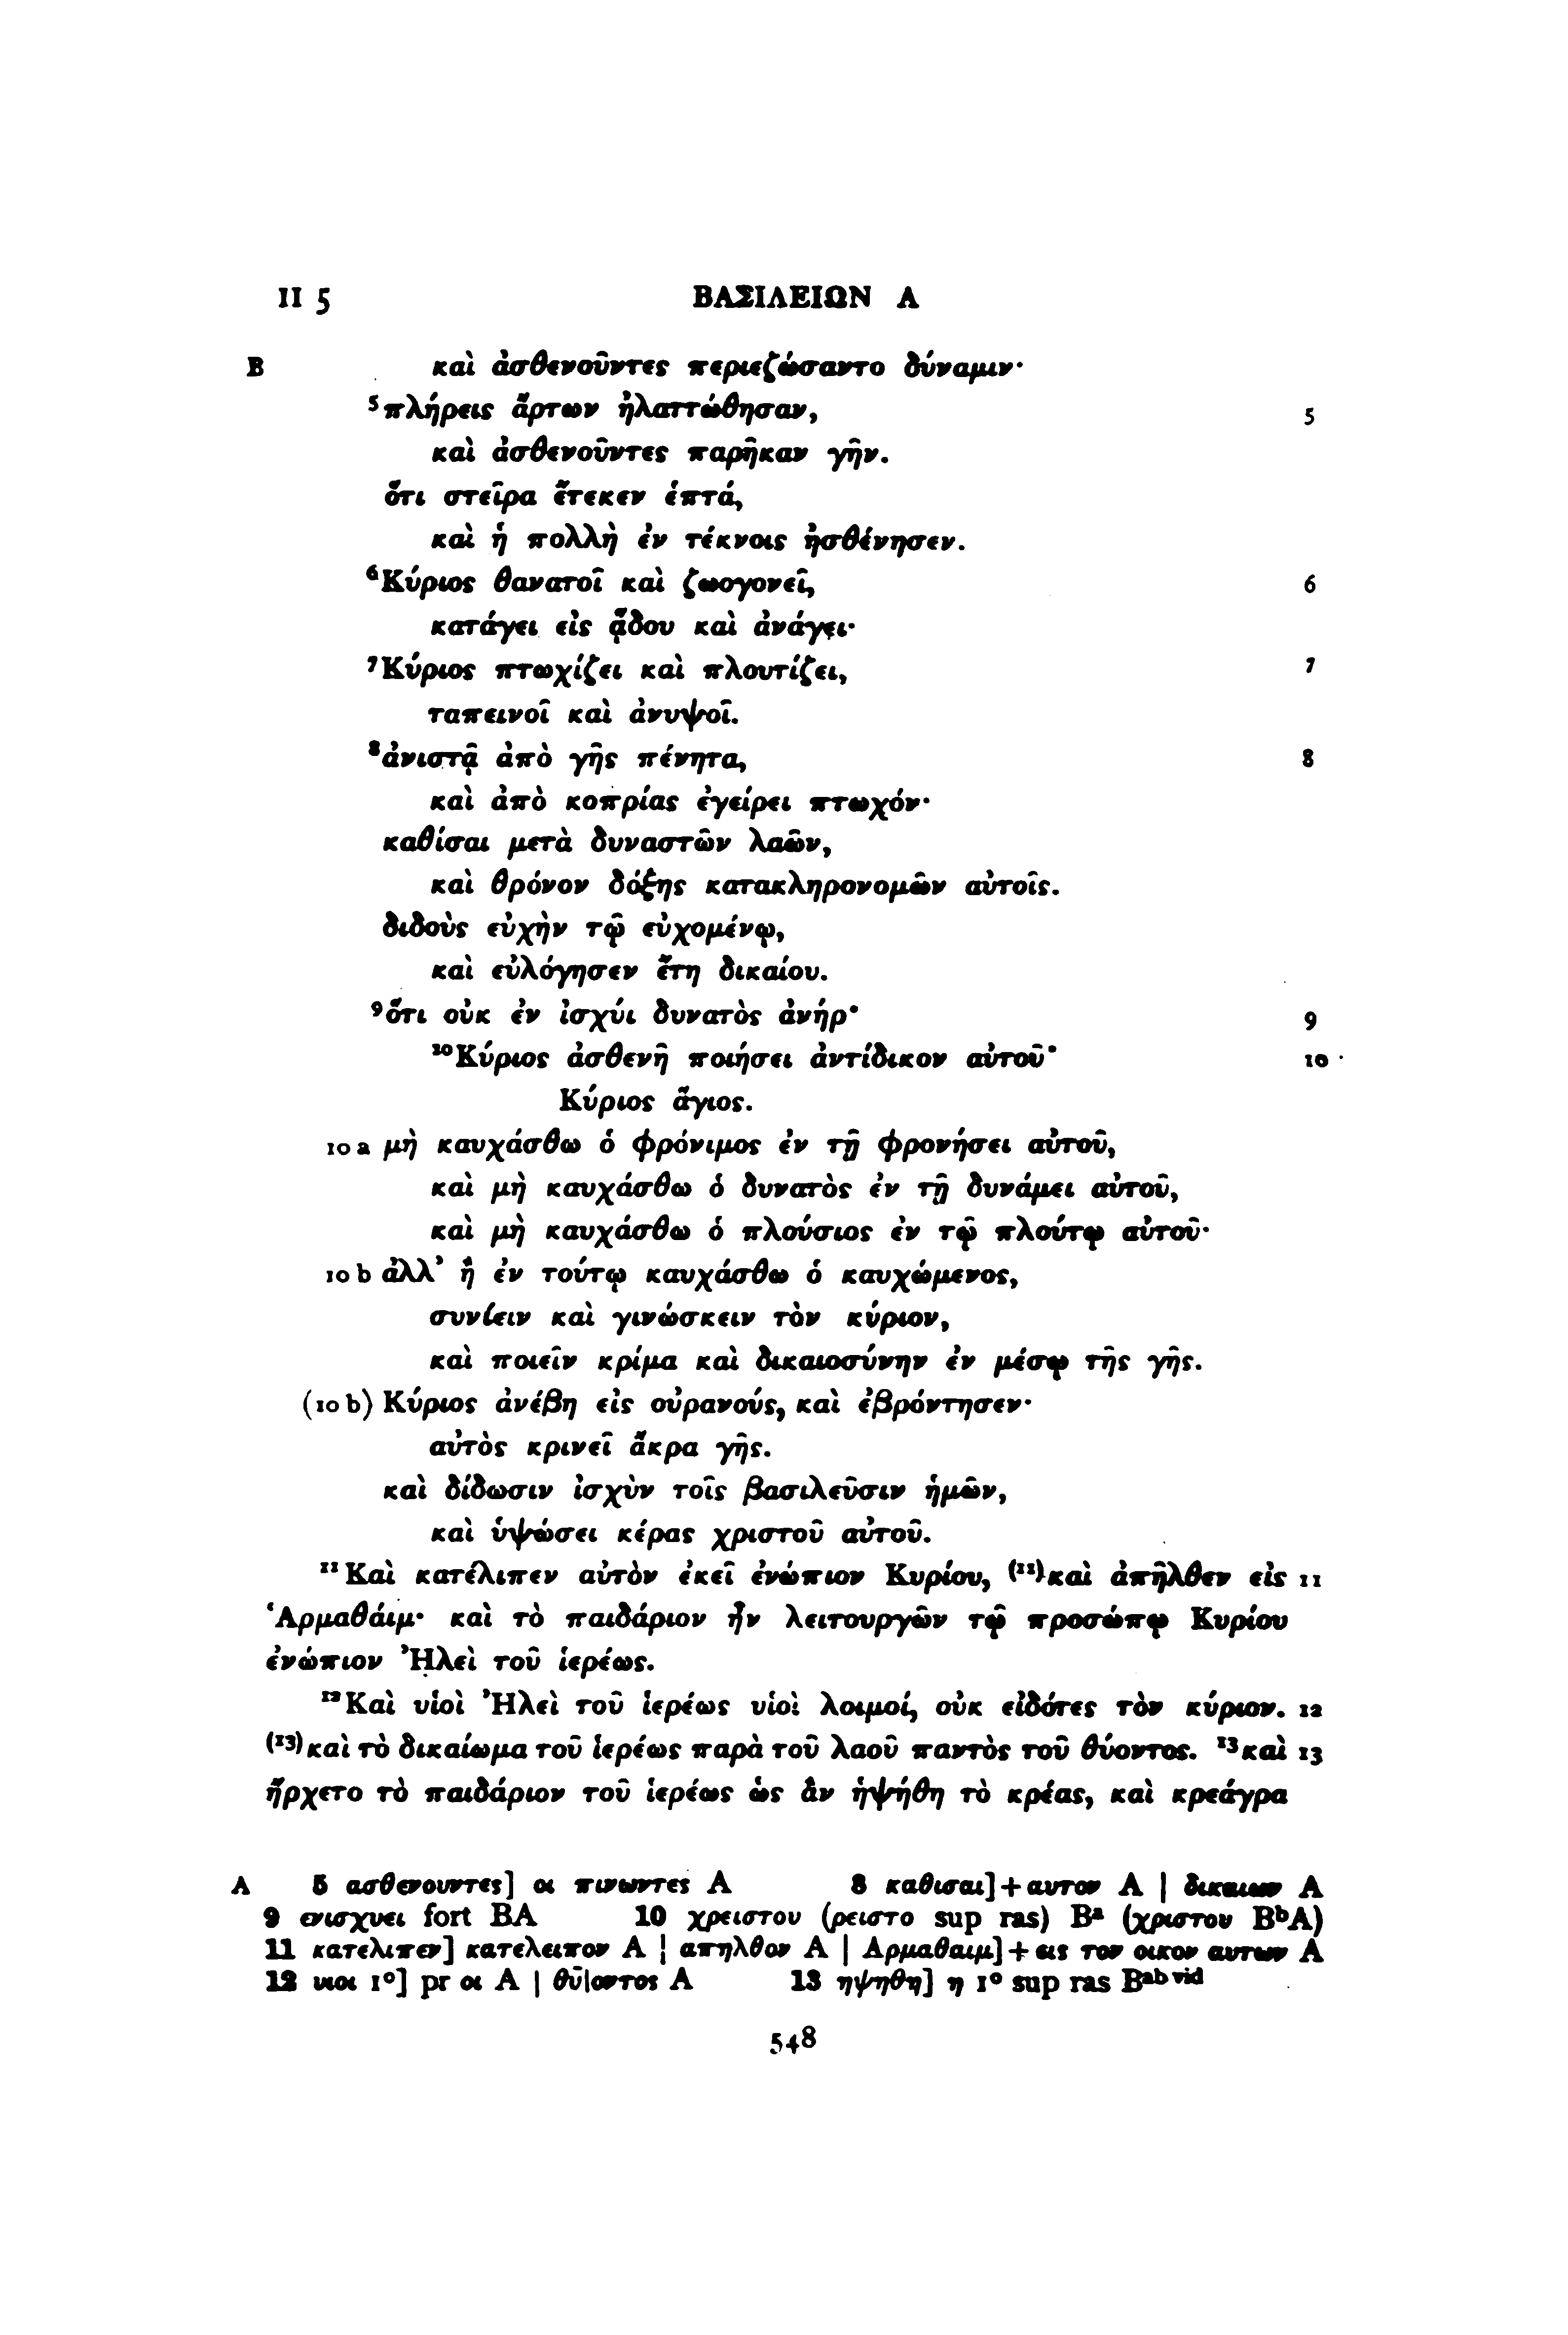 II 5 ΒΑΣΙΛΕΙΩΝ Α
B καὶ ἀσθενοῦντες περιεζώσαντο δύναμιν·
⁵πλήρεις ἄρτων ἠλαττώθησαν, 5
καὶ ἀσθενοῦντες παρῆκαν γῆν.
ὅτι στεῖρα ἔτεκεν ἑπτά,
καὶ ἡ πολλὴ ἐν τέκνοις ἠσθένησεν.
⁶Κύριος θανατοῖ καὶ ζωογονεῖ, 6
κατάγει εἰς ᾅδου καὶ ἀνάγει·
⁷Κύριος πτωχίζει καὶ πλουτίζει, 7
ταπεινοῖ καὶ ἀνυψοῖ.
⁸ἀνιστᾷ ἀπὸ γῆς πένητα, 8
καὶ ἀπὸ κοπρίας ἐγείρει πτωχόν·
καθίσαι μετὰ δυναστῶν λαῶν,
καὶ θρόνον δόξης κατακληρονομῶν αὐτοῖς.
διδοὺς εὐχὴν τῷ εὐχομένῳ,
καὶ εὐλόγησεν ἔτη δικαίου.
⁹ὅτι οὐκ ἐν ἰσχύι δυνατὸς ἀνήρ· 9
¹⁰Κύριος ἀσθενῆ ποιήσει ἀντίδικον αὐτοῦ· 10
Κύριος ἅγιος.
10 a μὴ καυχάσθω ὁ φρόνιμος ἐν τῇ φρονήσει αὐτοῦ,
καὶ μὴ καυχάσθω ὁ δυνατὸς ἐν τῇ δυνάμει αὐτοῦ,
καὶ μὴ καυχάσθω ὁ πλούσιος ἐν τῷ πλούτῳ αὐτοῦ·
10 b ἀλλ’ ἢ ἐν τούτῳ καυχάσθω ὁ καυχώμενος,
συνίειν καὶ γινώσκειν τὸν κύριον,
καὶ ποιεῖν κρίμα καὶ δικαιοσύνην ἐν μέσῳ τῆς γῆς.
(10 b) Κύριος ἀνέβη εἰς οὐρανούς, καὶ ἐβρόντησεν·
αὐτὸς κρινεῖ ἄκρα γῆς.
καὶ δίδωσιν ἰσχὺν τοῖς βασιλεῦσιν ἡμῶν,
καὶ ὑψώσει κέρας χριστοῦ αὐτοῦ.
¹¹Καὶ κατέλιπεν αὐτὸν ἐκεῖ ἐνώπιον Κυρίου, ⁽¹¹⁾καὶ ἀπῆλθεν εἰς 11
Ἁρμαθάιμ· καὶ τὸ παιδάριον ἦν λειτουργῶν τῷ προσώπῳ Κυρίου
ἐνώπιον Ἠλεὶ τοῦ ἱερέως.
¹²Καὶ υἱοὶ Ἠλεὶ τοῦ ἱερέως υἱοὶ λοιμοί, οὐκ εἰδότες τὸν κύριον. 12
⁽¹³⁾καὶ τὸ δικαίωμα τοῦ ἱερέως παρὰ τοῦ λαοῦ παντὸς τοῦ θύοντος. ¹³καὶ 13
ἤρχετο τὸ παιδάριον τοῦ ἱερέως ὡς ἂν ἡψήθη τὸ κρέας, καὶ κρεάγρα
A 5 ασθενουντες] οι πινωντες A 8 καθισαι]+αυτον A | δικαιων A
9 ενισχυει fort BA 10 χρειστου (ρειστο sup ras) Bᵃ (χριστου BᵇA)
11 κατελιπεν] κατελειπον A | απηλθον A | Αρμαθαιμ]+εις τον οικον αυτων A
12 υιοι 1°] pr οι A | θῡ|οντος A 13 ηψηθη] η 1° sup ras Bᵃᵇ ᵛⁱᵈ
548